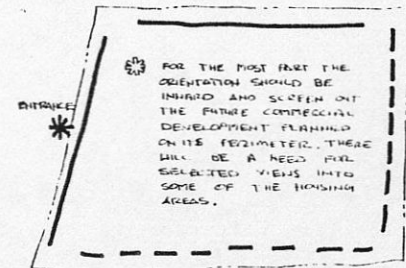 FOR THE MOST PART THE
ORIENTATION SHOULD BE
INWARD AND SCREEN OUT
THE FUTURE COMMERCIAL
DEVELOPMENT PLANNED
ON ITS PERIMETER. THERE
WILL BE A NEED FOR
SELECTED VIEWS INTO
SOME OF THE HOUSING
AREAS.
ENTRANCE